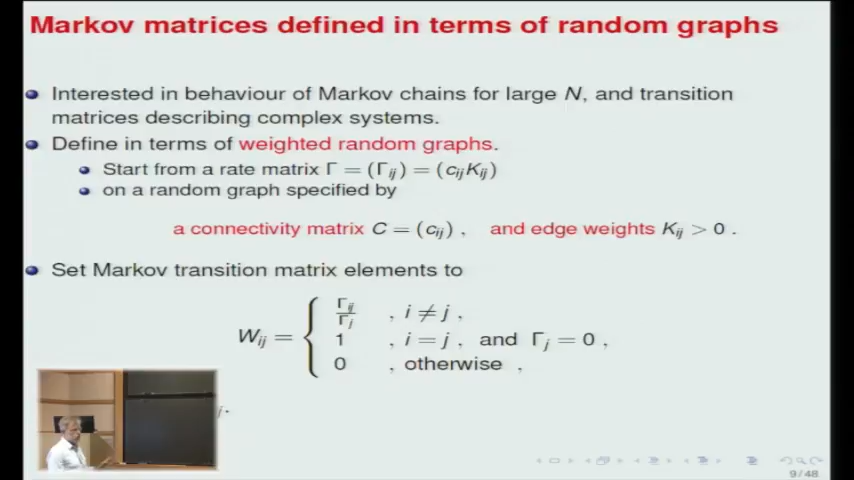 Markov matrices defined in terms of random graphs
Interested in behaviour of Markov chains for large N, and transition
matrices describing complex systems.
Define in terms of weighted random graphs.
Start from a rate matrix Γ = (Γij) = (cijKij)
on a random graph specified by
a connectivity matrix C = (cij) , and edge weights Kij > 0 .
Set Markov transition matrix elements to
Wij = { Γij/Γj , i ≠ j ,
1 , i = j , and Γj = 0 ,
0 , otherwise ,
j.
9 / 48